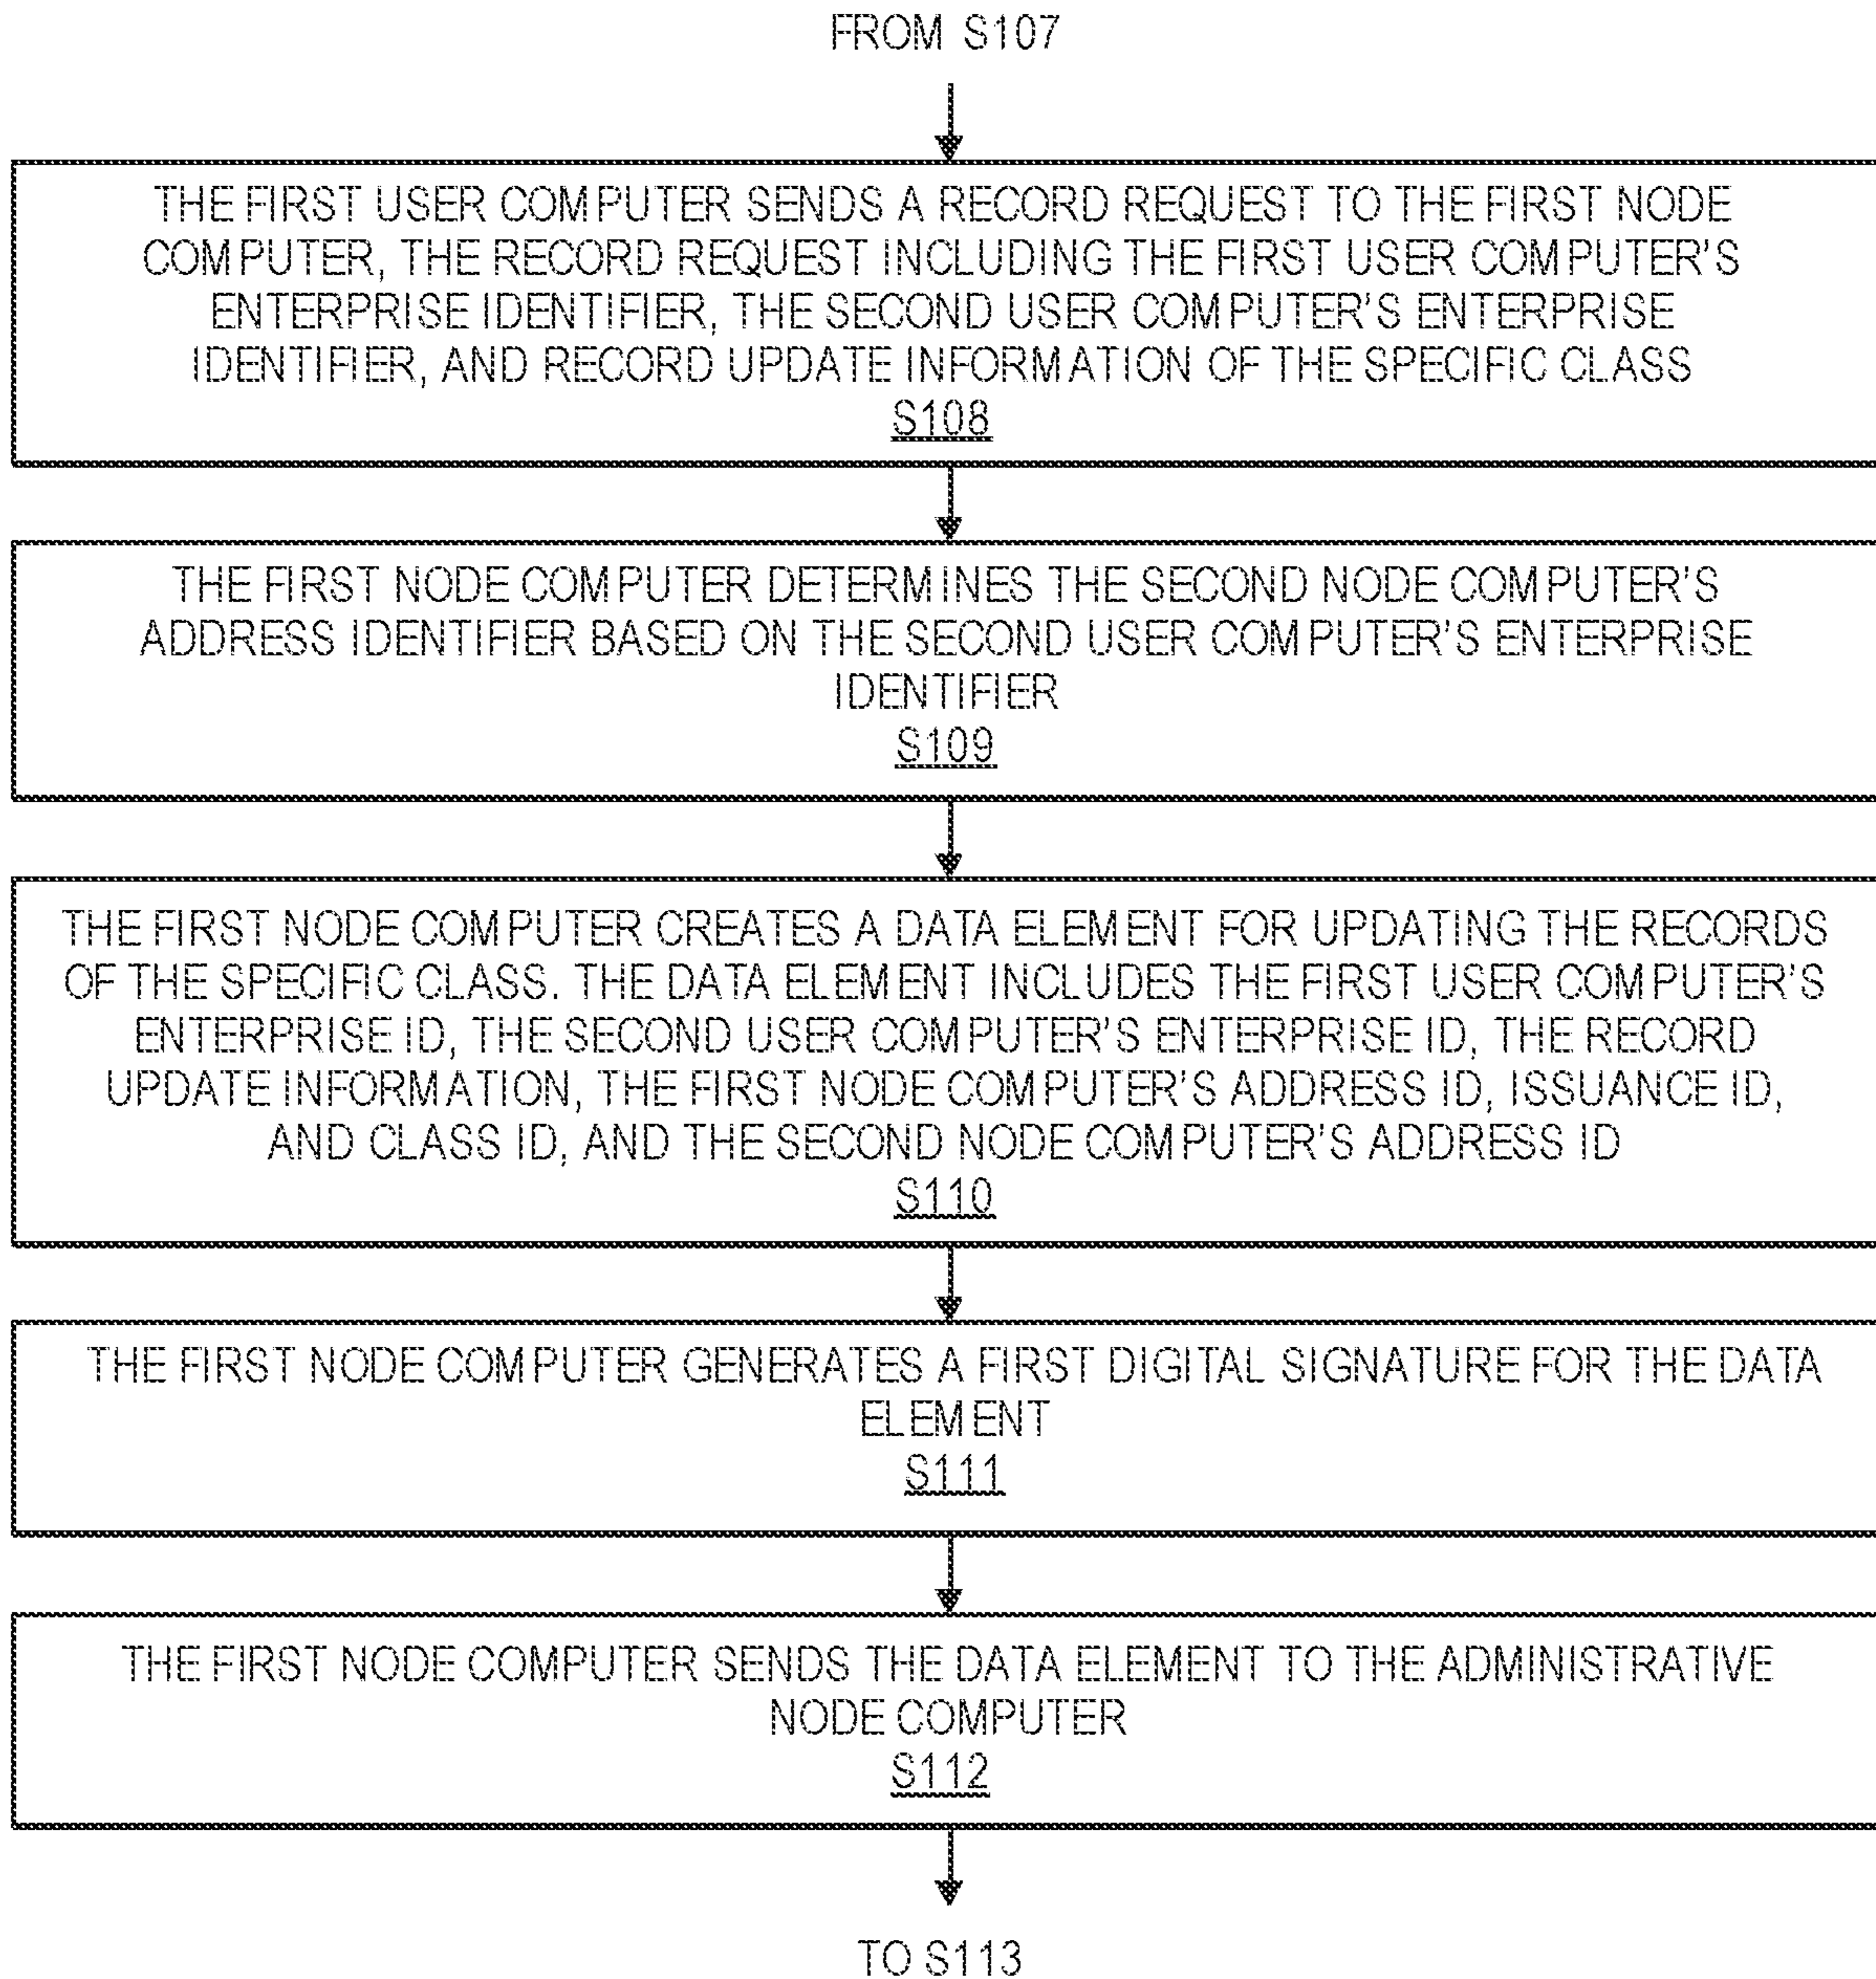 FROM S107
THE FIRST USER COMPUTER SENDS A RECORD REQUEST TO THE FIRST NODE
COMPUTER, THE RECORD REQUEST INCLUDING THE FIRST USER COMPUTER'S
ENTERPRISE IDENTIFIER, THE SECOND USER COMPUTER'S ENTERPRISE
IDENTIFIER, AND RECORD UPDATE INFORMATION OF THE SPECIFIC CLASS
S108
THE FIRST NODE COMPUTER DETERMINES THE SECOND NODE COMPUTER'S
ADDRESS IDENTIFIER BASED ON THE SECOND USER COMPUTER'S ENTERPRISE
IDENTIFIER
S109
THE FIRST NODE COMPUTER CREATES A DATA ELEMENT FOR UPDATING THE RECORDS
OF THE SPECIFIC CLASS. THE DATA ELEMENT INCLUDES THE FIRST USER COMPUTER'S
ENTERPRISE ID, THE SECOND USER COMPUTER'S ENTERPRISE ID, THE RECORD
UPDATE INFORMATION, THE FIRST NODE COMPUTER'S ADDRESS ID, ISSUANCE ID,
AND CLASS ID, AND THE SECOND NODE COMPUTER'S ADDRESS ID
S110
THE FIRST NODE COMPUTER GENERATES A FIRST DIGITAL SIGNATURE FOR THE DATA
ELEMENT
S111
THE FIRST NODE COMPUTER SENDS THE DATA ELEMENT TO THE ADMINISTRATIVE
NODE COMPUTER
S112
TO S113